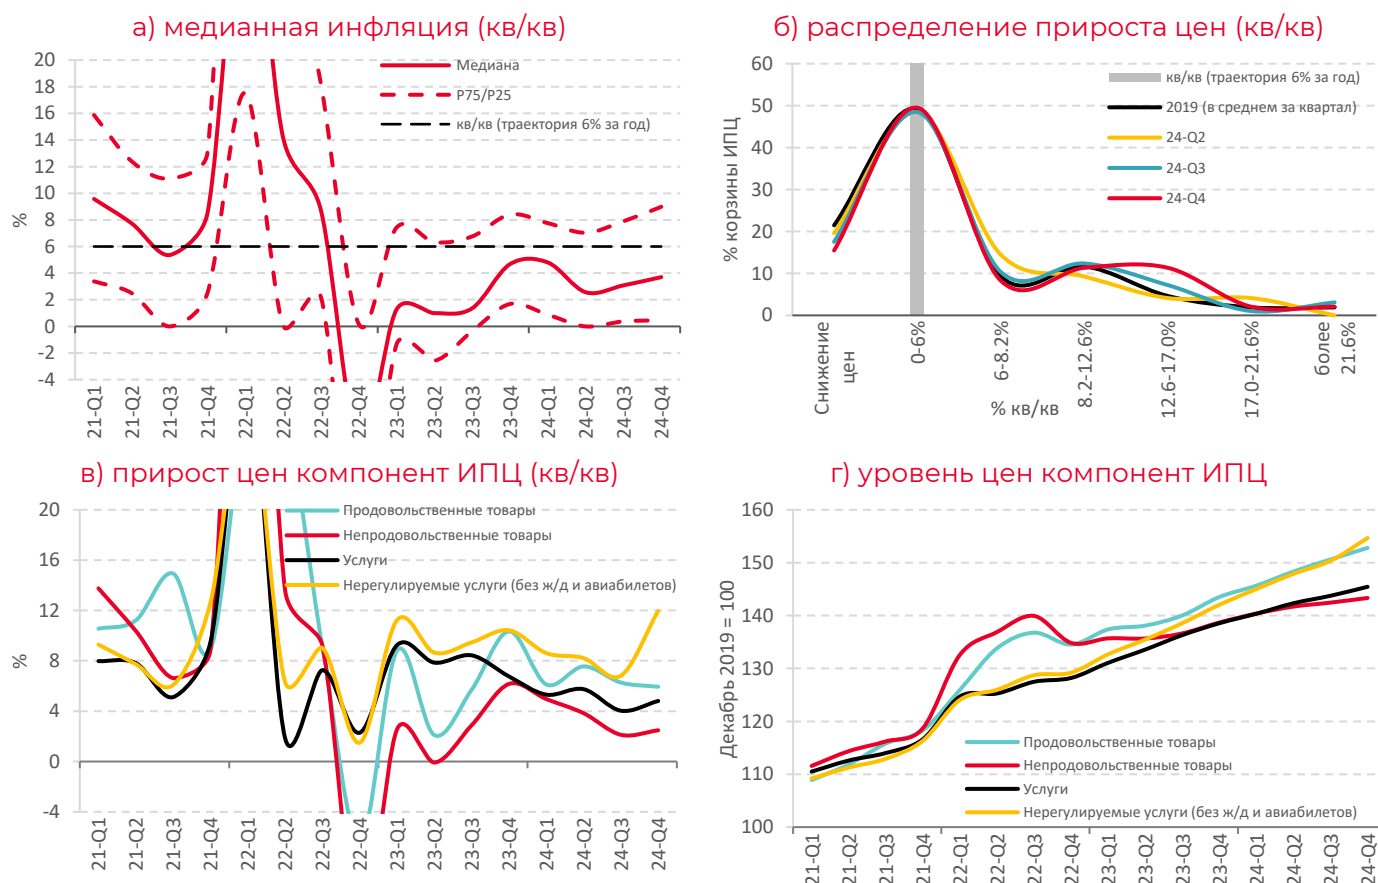 а) медианная инфляция (кв/кв)
20
18
16
14
12
10
8
6
4
2
0
-2
-4
%
Медиана
P75/P25
кв/кв (траектория 6% за год)
21-Q1
21-Q2
21-Q3
21-Q4
22-Q1
22-Q2
22-Q3
22-Q4
23-Q1
23-Q2
23-Q3
23-Q4
24-Q1
24-Q2
24-Q3
24-Q4
б) распределение прироста цен (кв/кв)
60
50
40
30
20
10
0
% корзины ИПЦ
кв/кв (траектория 6% за год)
2019 (в среднем за квартал)
24-Q2
24-Q3
24-Q4
Снижение
цен
0-6%
6-8.2%
8.2-12.6%
12.6-17.0%
17.0-21.6%
более
21.6%
% кв/кв
в) прирост цен компонент ИПЦ (кв/кв)
20
16
12
8
4
0
-4
%
Продовольственные товары
Непродовольственные товары
Услуги
Нерегулируемые услуги (без ж/д и авиабилетов)
21-Q1
21-Q2
21-Q3
21-Q4
22-Q1
22-Q2
22-Q3
22-Q4
23-Q1
23-Q2
23-Q3
23-Q4
24-Q1
24-Q2
24-Q3
24-Q4
г) уровень цен компонент ИПЦ
160
150
140
130
120
110
100
Декабрь 2019 = 100
Продовольственные товары
Непродовольственные товары
Услуги
Нерегулируемые услуги (без ж/д и авиабилетов)
21-Q1
21-Q2
21-Q3
21-Q4
22-Q1
22-Q2
22-Q3
22-Q4
23-Q1
23-Q2
23-Q3
23-Q4
24-Q1
24-Q2
24-Q3
24-Q4